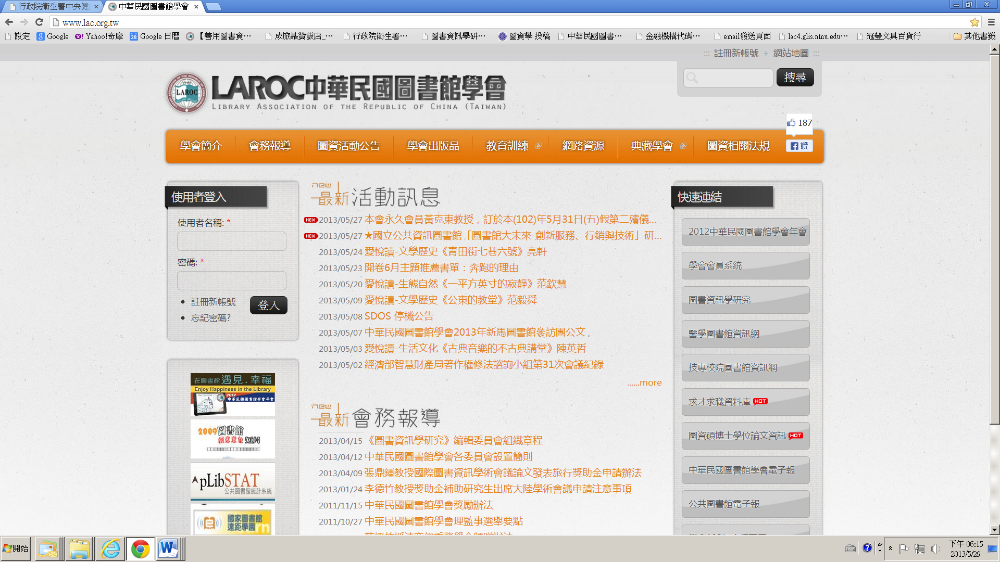 行政院衛生署中央健
中華民國圖書館學會
www.lac.org.tw
設定
Google
Yahoo!奇摩
Google 日曆
【善用圖書資…
成旅晶贊飯店_…
行政院衛生署…
圖書資訊學研…
圖資學 投稿
中華民國圖書…
金融機構代碼…
email發送頁面
lac4.glis.ntnu.edu…
冠瑩文具百貨行
其他書籤
::: 註冊新帳號 + 網站地圖 :::
搜尋
LAROC
LAROC中華民國圖書館學會
LIBRARY ASSOCIATION OF THE REPUBLIC OF CHINA (TAIWAN)
187
學會簡介
會務報導
圖資活動公告
學會出版品
教育訓練
網路資源
典藏學會
圖資相關法規
讚
使用者登入
使用者名稱: *
密碼: *
註冊新帳號
登入
忘記密碼?
在圖書館 遇見.幸福
Enjoy Happiness in the Library
2012
中華民國圖書館學會年會
2009圖書館
創意意象
pLibSTAT
公共圖書館統計系統
國家圖書館
遠距學園
new
最新活動訊息
NEW 2013/05/27 本會永久會員黃克東教授，訂於本(102)年5月31日(五)假第二殯儀...
NEW 2013/05/27 ★國立公共資訊圖書館「圖書館大未來-創新服務、行銷與技術」研...
2013/05/24 愛悅讀-文學歷史《青田街七巷六號》亮軒
2013/05/23 開卷6月主題推薦書單：奔跑的理由
2013/05/20 愛悅讀-生態自然《一平方英寸的寂靜》范欽慧
2013/05/09 愛悅讀-文學歷史《公東的教堂》范毅舜
2013/05/08 SDOS 停機公告
2013/05/07 中華民國圖書館學會2013年新馬圖書館參訪團公文，
2013/05/03 愛悅讀-生活文化《古典音樂的不古典講堂》陳英哲
2013/05/02 經濟部智慧財產局著作權修法諮詢小組第31次會議紀錄
......more
new
最新會務報導
2013/04/15 《圖書資訊學研究》編輯委員會組織章程
2013/04/12 中華民國圖書館學會各委員會設置簡則
2013/04/09 張鼎鍾教授國際圖書資訊學術會議論文發表旅行獎助金申請辦法
2013/01/24 李德竹教授獎助金補助研究生出席大陸學術會議申請注意事項
2011/11/15 中華民國圖書館學會獎勵辦法
2011/10/27 中華民國圖書館學會理監事選舉要點
快速連結
2012中華民國圖書館學會年會
學會會員系統
圖書資訊學研究
醫學圖書館資訊網
技專校院圖書館資訊網
求才求職資料庫 HOT
圖資碩博士學位論文資訊 HOT
中華民國圖書館學會電子報
公共圖書館電子報
開始
下午 06:15
2013/5/29